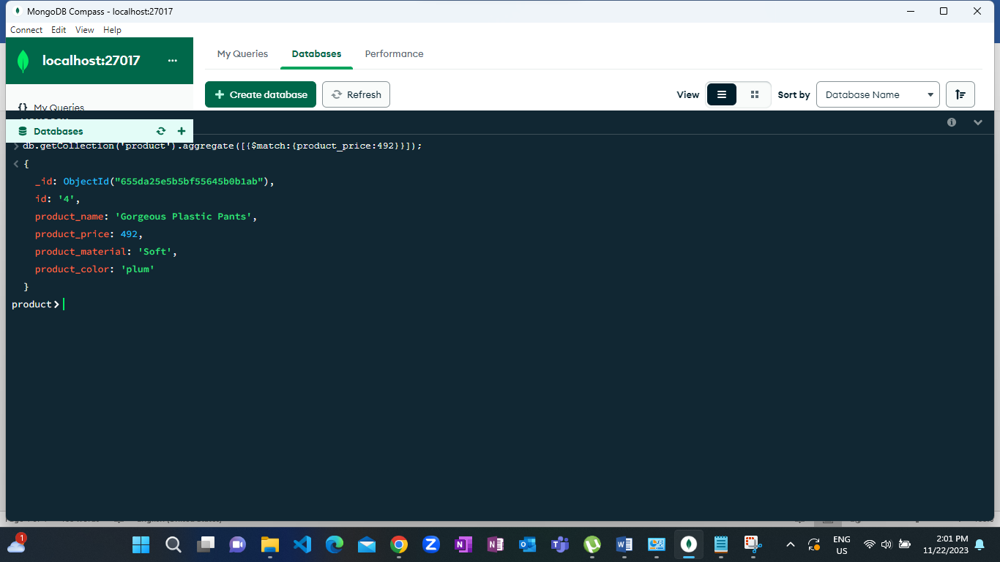 MongoDB Compass - localhost:27017
Connect Edit View Help
localhost:27017 ...
My Queries Databases Performance
+ Create database Refresh
View Sort by Database Name
{} My Queries
Databases
db.getCollection('product').aggregate([{$match:{product_price:492}}]);
{
_id: ObjectId("655da25e5b5bf55645b0b1ab"),
id: '4',
product_name: 'Gorgeous Plastic Pants',
product_price: 492,
product_material: 'Soft',
product_color: 'plum'
}
product>
1
ENG
US
2:01 PM
11/22/2023